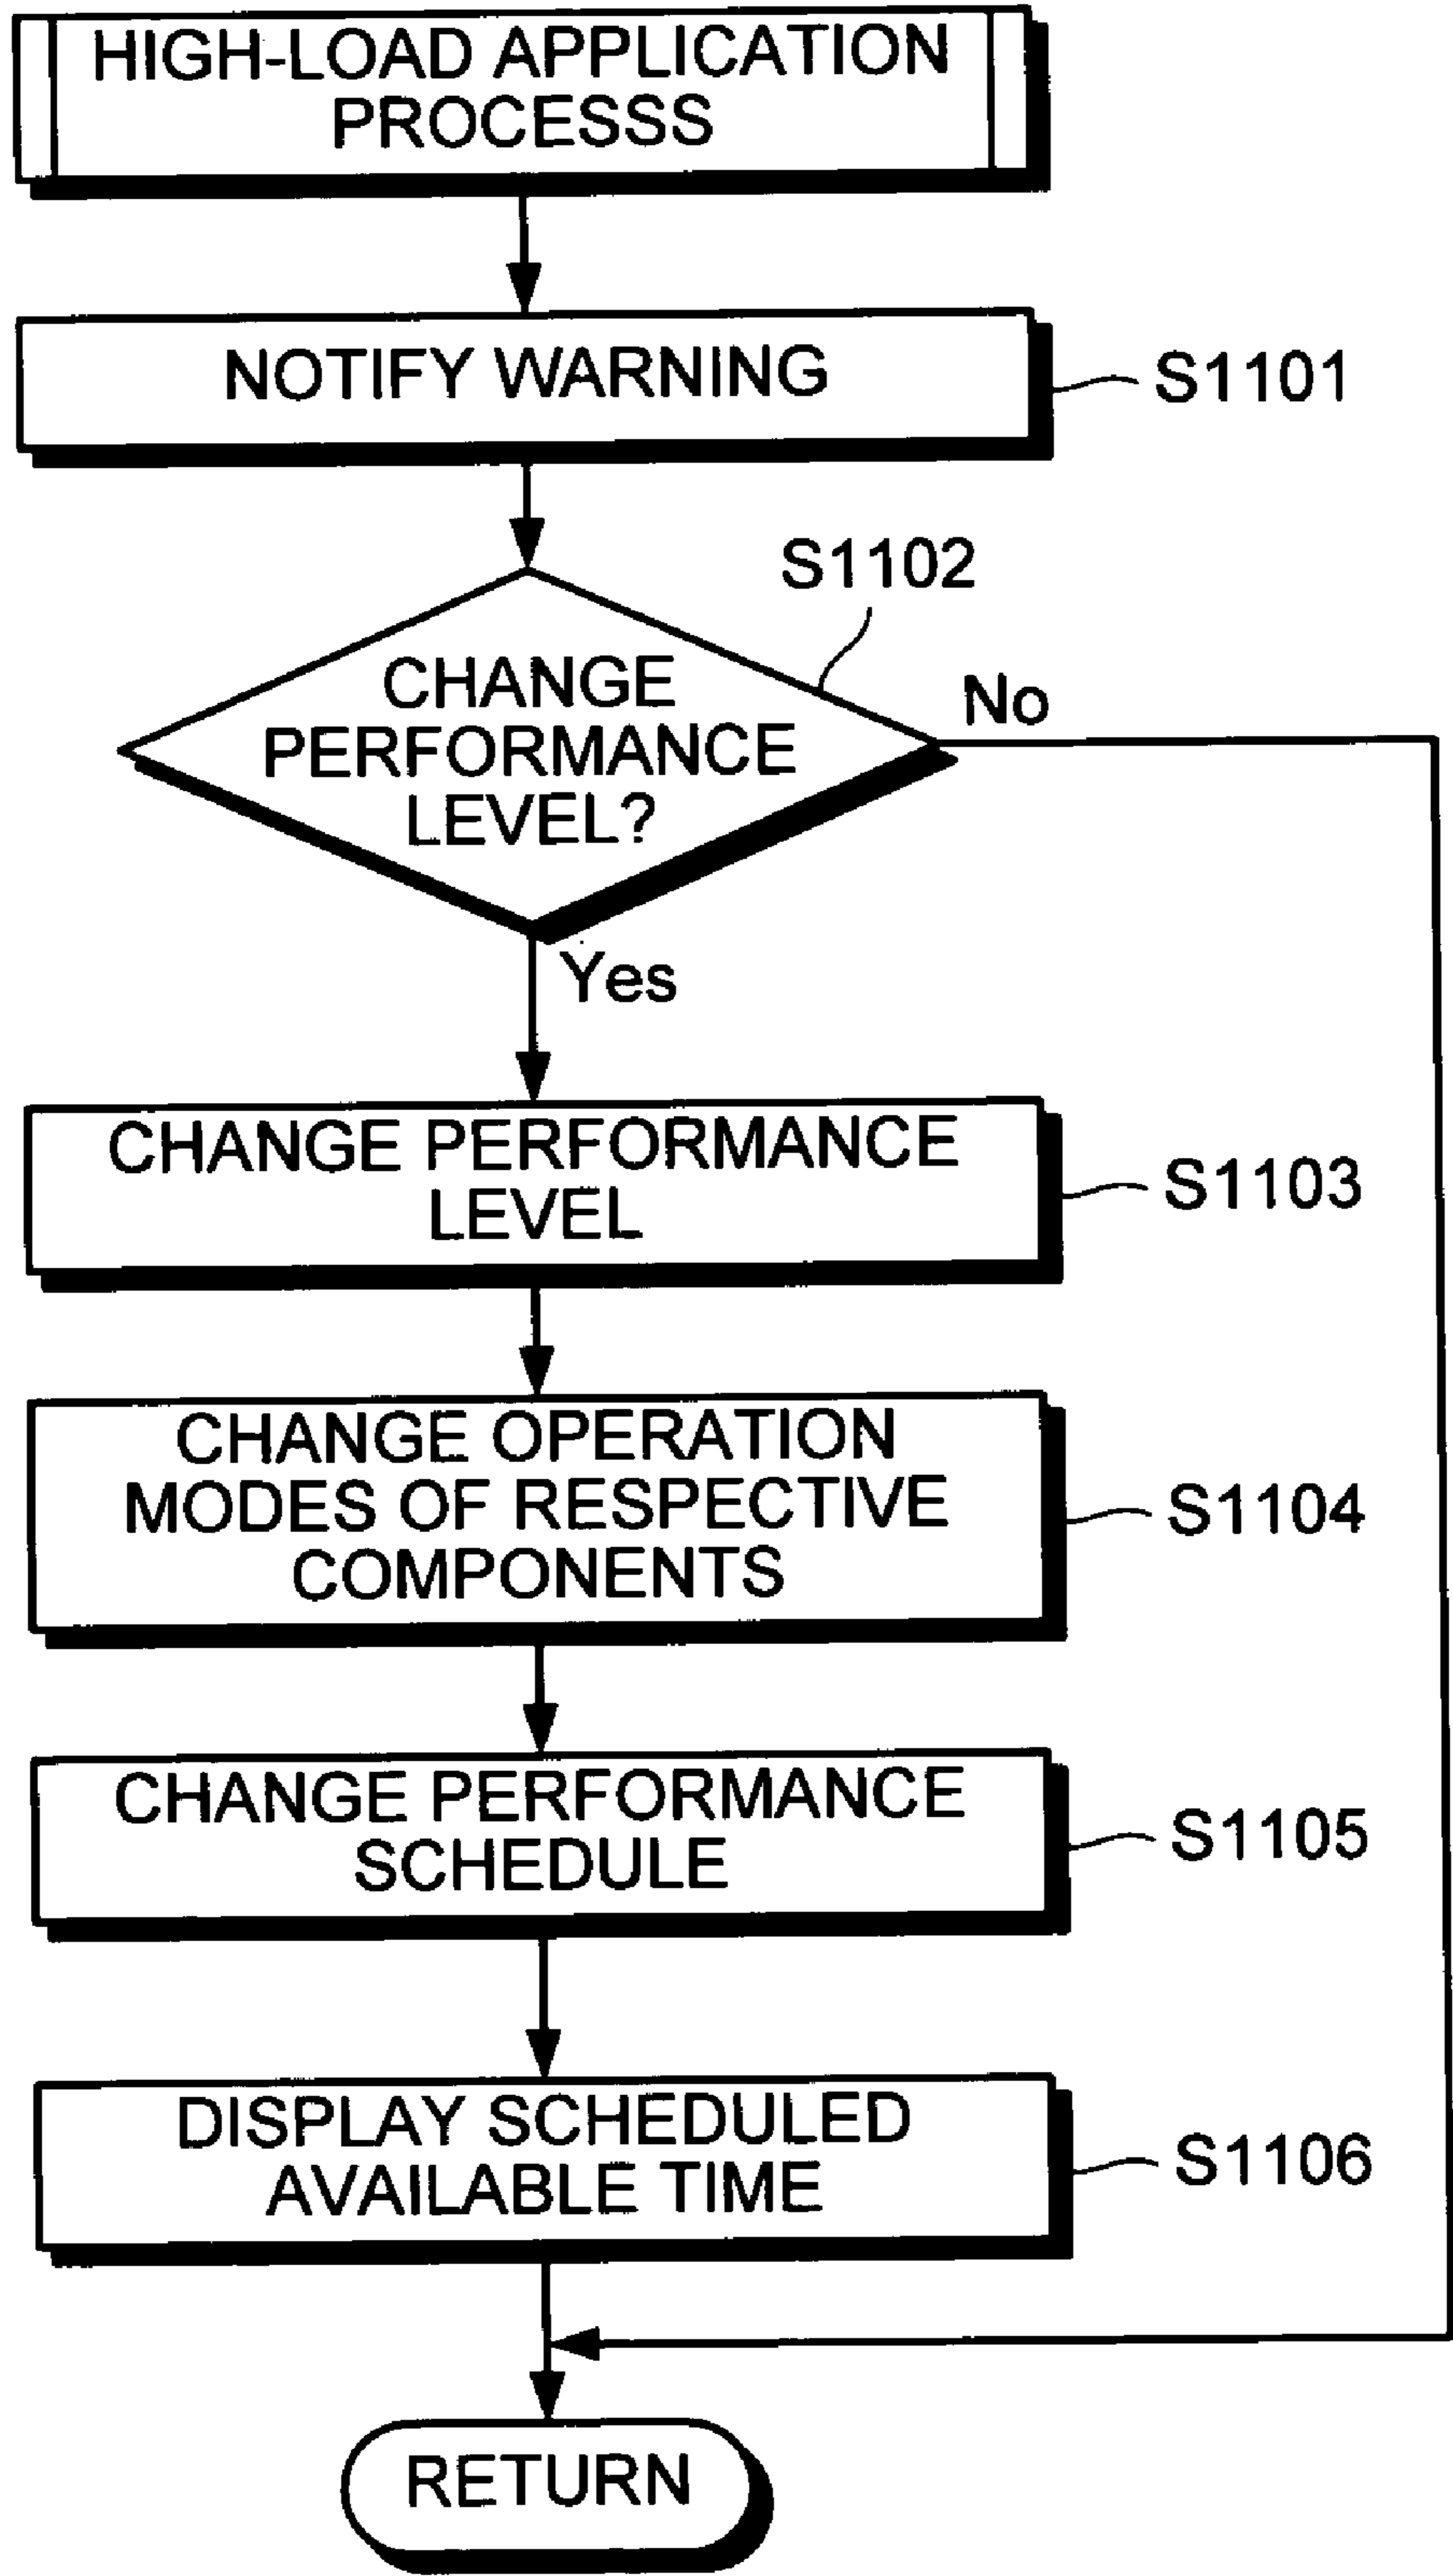 HIGH-LOAD APPLICATION
PROCESSS
NOTIFY WARNING
S1101
S1102
CHANGE
PERFORMANCE
LEVEL?
No
Yes
CHANGE PERFORMANCE
LEVEL
S1103
CHANGE OPERATION
MODES OF RESPECTIVE
COMPONENTS
S1104
CHANGE PERFORMANCE
SCHEDULE
S1105
DISPLAY SCHEDULED
AVAILABLE TIME
S1106
RETURN